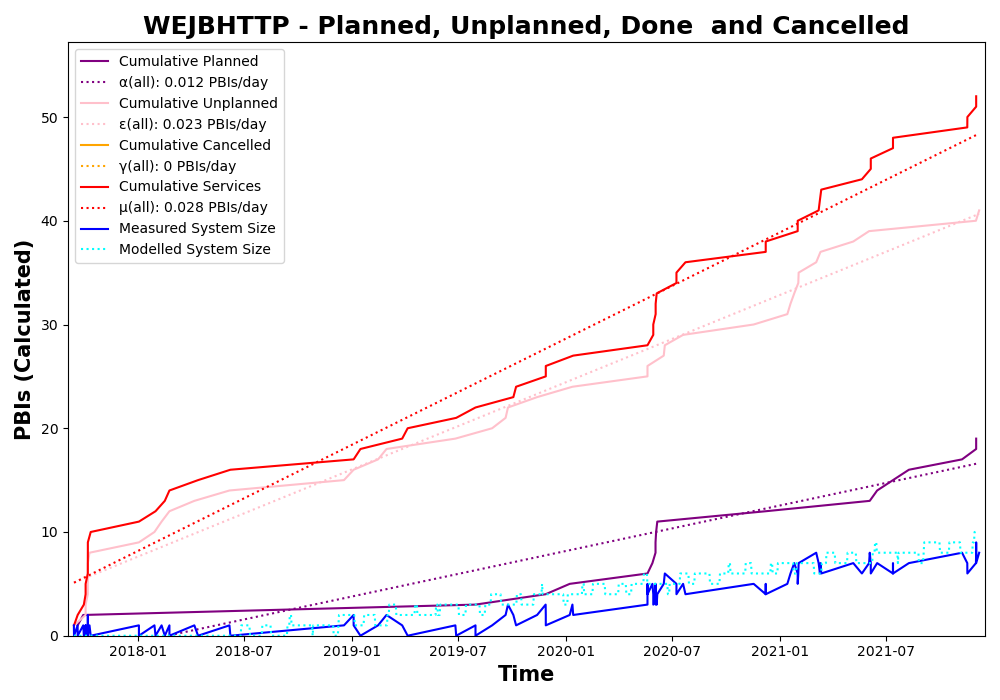 WEJBHTTP - Planned, Unplanned, Done  and Cancelled
Cumulative Planned
α(all): 0.012 PBIs/day
Cumulative Unplanned
ε(all): 0.023 PBIs/day
Cumulative Cancelled
γ(all): 0 PBIs/day
Cumulative Services
μ(all): 0.028 PBIs/day
Measured System Size
Modelled System Size
PBIs (Calculated)
50
40
30
20
10
0
2018-01 2018-07 2019-01 2019-07 2020-01 2020-07 2021-01 2021-07
Time